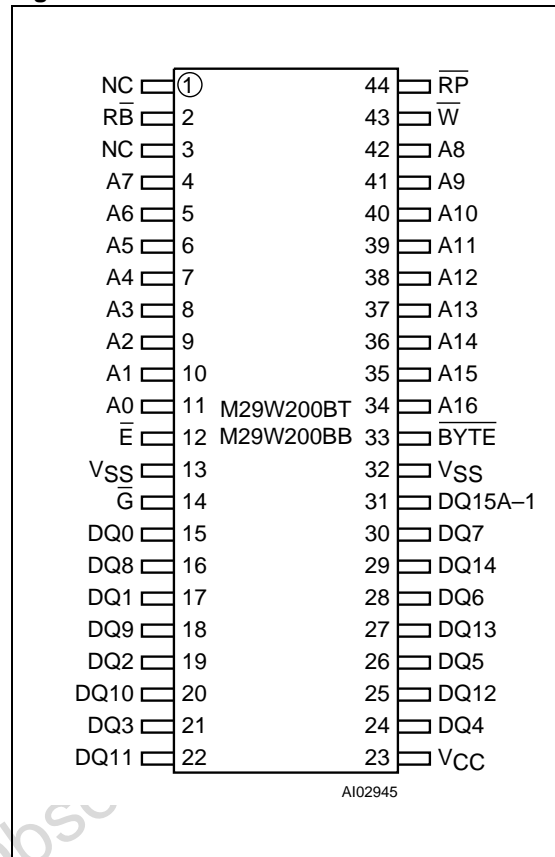 NC 1 44 R̅P̅
RB̅ 2 43 W̅
NC 3 42 A8
A7 4 41 A9
A6 5 40 A10
A5 6 39 A11
A4 7 38 A12
A3 8 37 A13
A2 9 36 A14
A1 10 35 A15
A0 11 M29W200BT 34 A16
E̅ 12 M29W200BB 33 B̅Y̅T̅E̅
VSS 13 32 VSS
G̅ 14 31 DQ15A–1
DQ0 15 30 DQ7
DQ8 16 29 DQ14
DQ1 17 28 DQ6
DQ9 18 27 DQ13
DQ2 19 26 DQ5
DQ10 20 25 DQ12
DQ3 21 24 DQ4
DQ11 22 23 VCC
AI02945